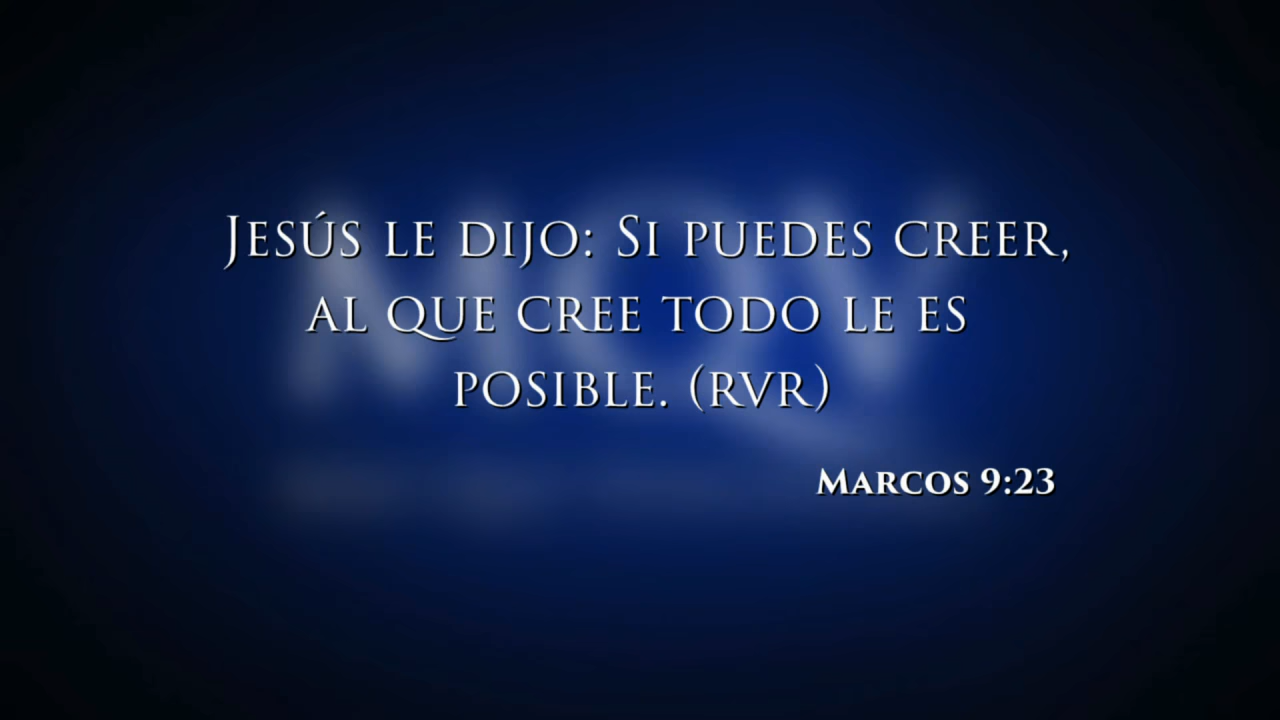 Jesús le dijo: Si puedes creer,
al que cree todo le es
posible. (rvr)
Marcos 9:23